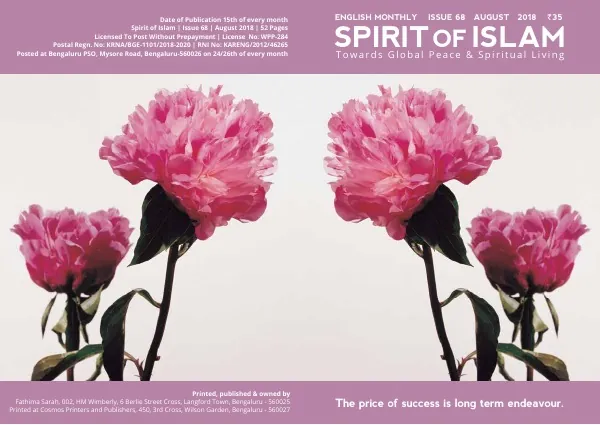 Date of Publication 15th of every month
Spirit of Islam | Issue 68 | August 2018 | 52 Pages
Licensed To Post Without Prepayment | License No: WPP-284
Postal Regn. No: KRNA/BGE-1101/2018-2020 | RNI No: KARENG/2012/46265
Posted at Bengaluru PSO, Mysore Road, Bengaluru-560026 on 24/26th of every month
ENGLISH MONTHLY ISSUE 68 AUGUST 2018 ₹35
SPIRIT OF ISLAM
Towards Global Peace & Spiritual Living
Printed, published & owned by
Fathima Sarah, 002, HM Wimberly, 6 Berlie Street Cross, Langford Town, Bengaluru - 560025
Printed at Cosmos Printers and Publishers, 450, 3rd Cross, Wilson Garden, Bengaluru - 560027
The price of success is long term endeavour.